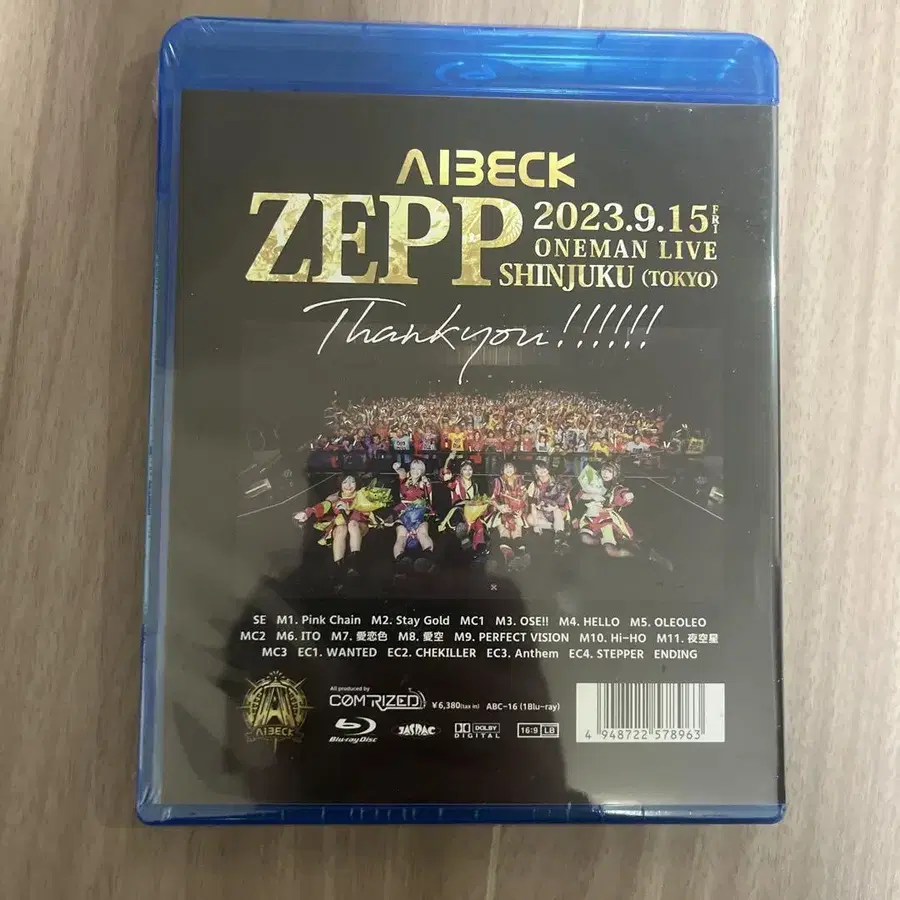 AIBECK
ZEPP
2023.9.15 FRI
ONEMAN LIVE
SHINJUKU (TOKYO)
Thankyou!!!!!!
SE M1. Pink Chain M2. Stay Gold MC1 M3. OSE!! M4. HELLO M5. OLEOLEO
MC2 M6. ITO M7. 愛恋色 M8. 愛空 M9. PERFECT VISION M10. Hi-HO M11. 夜空星
MC3 EC1. WANTED EC2. CHEKILLER EC3. Anthem EC4. STEPPER ENDING
AIBECK
All produced by
COMTRIZED
¥6,380(tax in) ABC-16 (1Blu-ray)
Blu-ray Disc
JASRAC
DOLBY
DIGITAL
16:9 LB
4 948722 578963